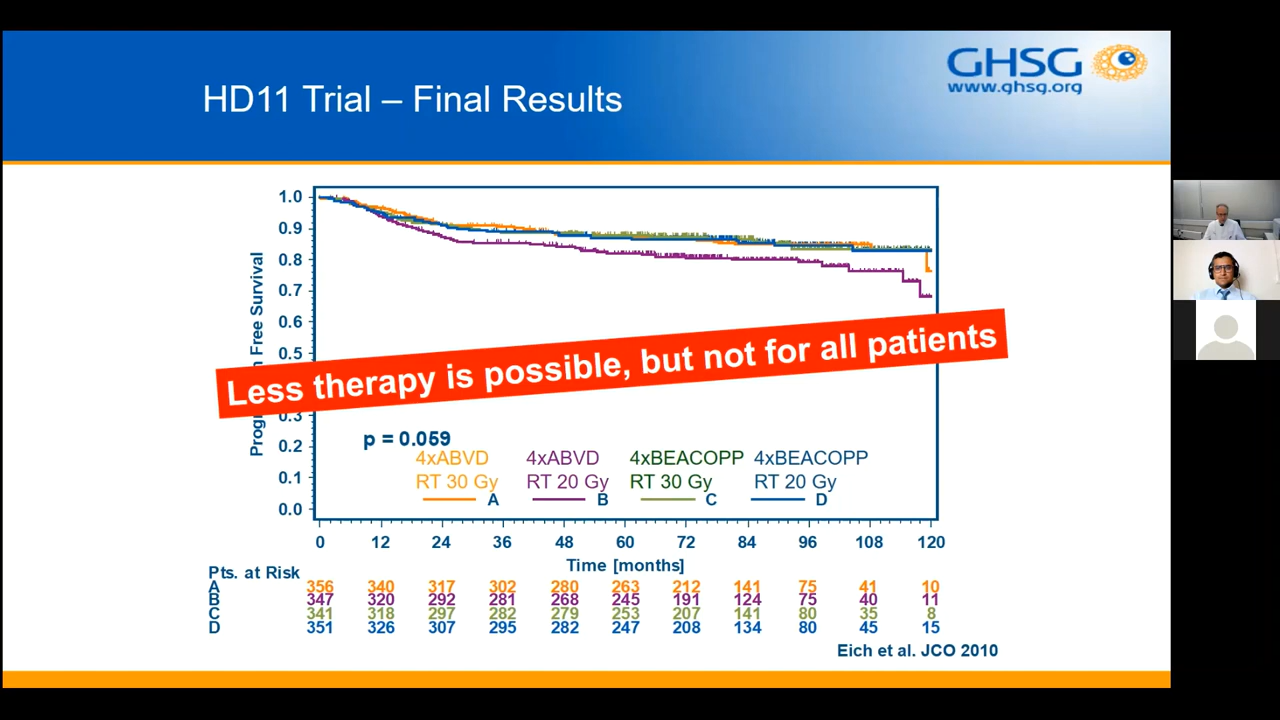 GHSG
www.ghsg.org
HD11 Trial – Final Results
1.0
0.9
0.8
0.7
0.6
0.5
0.3
0.2
0.1
0.0
Free Survival
Less therapy is possible, but not for all patients
p = 0.059
4xABVD 4xABVD 4xBEACOPP 4xBEACOPP
RT 30 Gy RT 20 Gy RT 30 Gy RT 20 Gy
A B C D
0 12 24 36 48 60 72 84 96 108 120
Time [months]
Pts. at Risk
A 356 340 317 302 280 263 212 141 75 41 10
B 347 320 292 281 268 245 191 124 75 40 11
C 341 318 297 282 279 253 207 141 80 35 8
D 351 326 307 295 282 247 208 134 80 45 15
Eich et al. JCO 2010